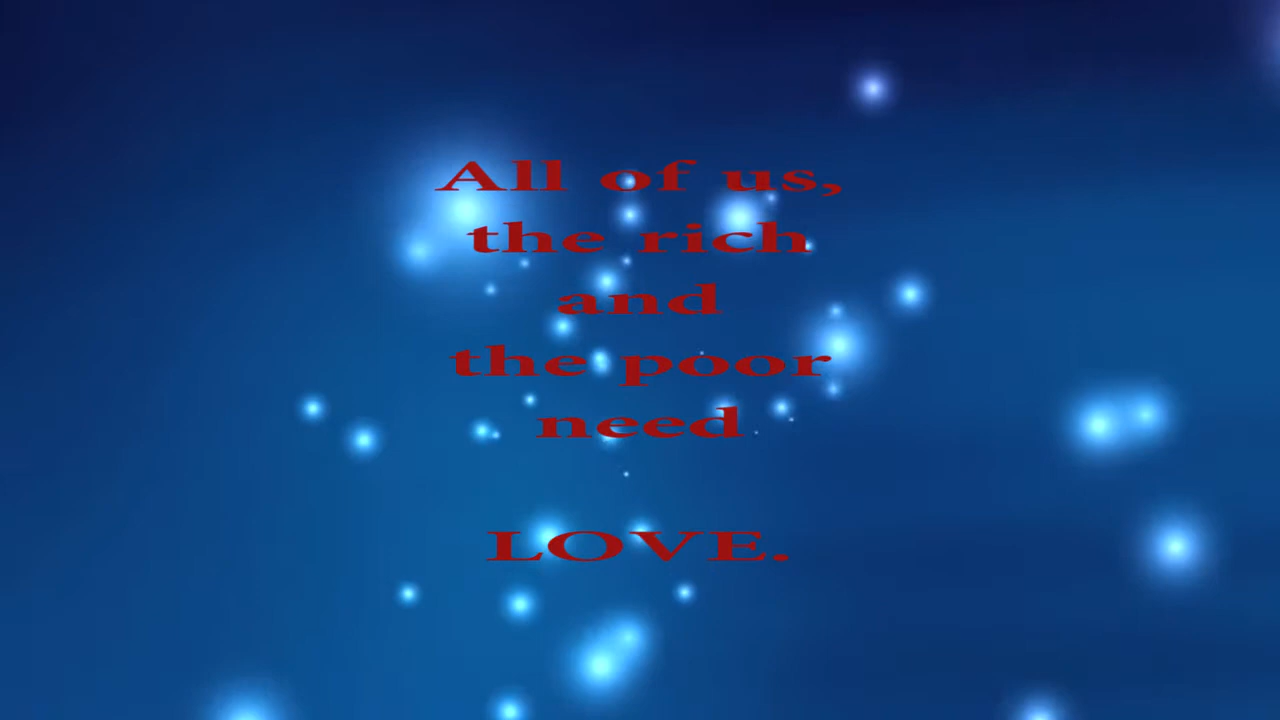 All of us,
the rich
and
the poor
need
LOVE.